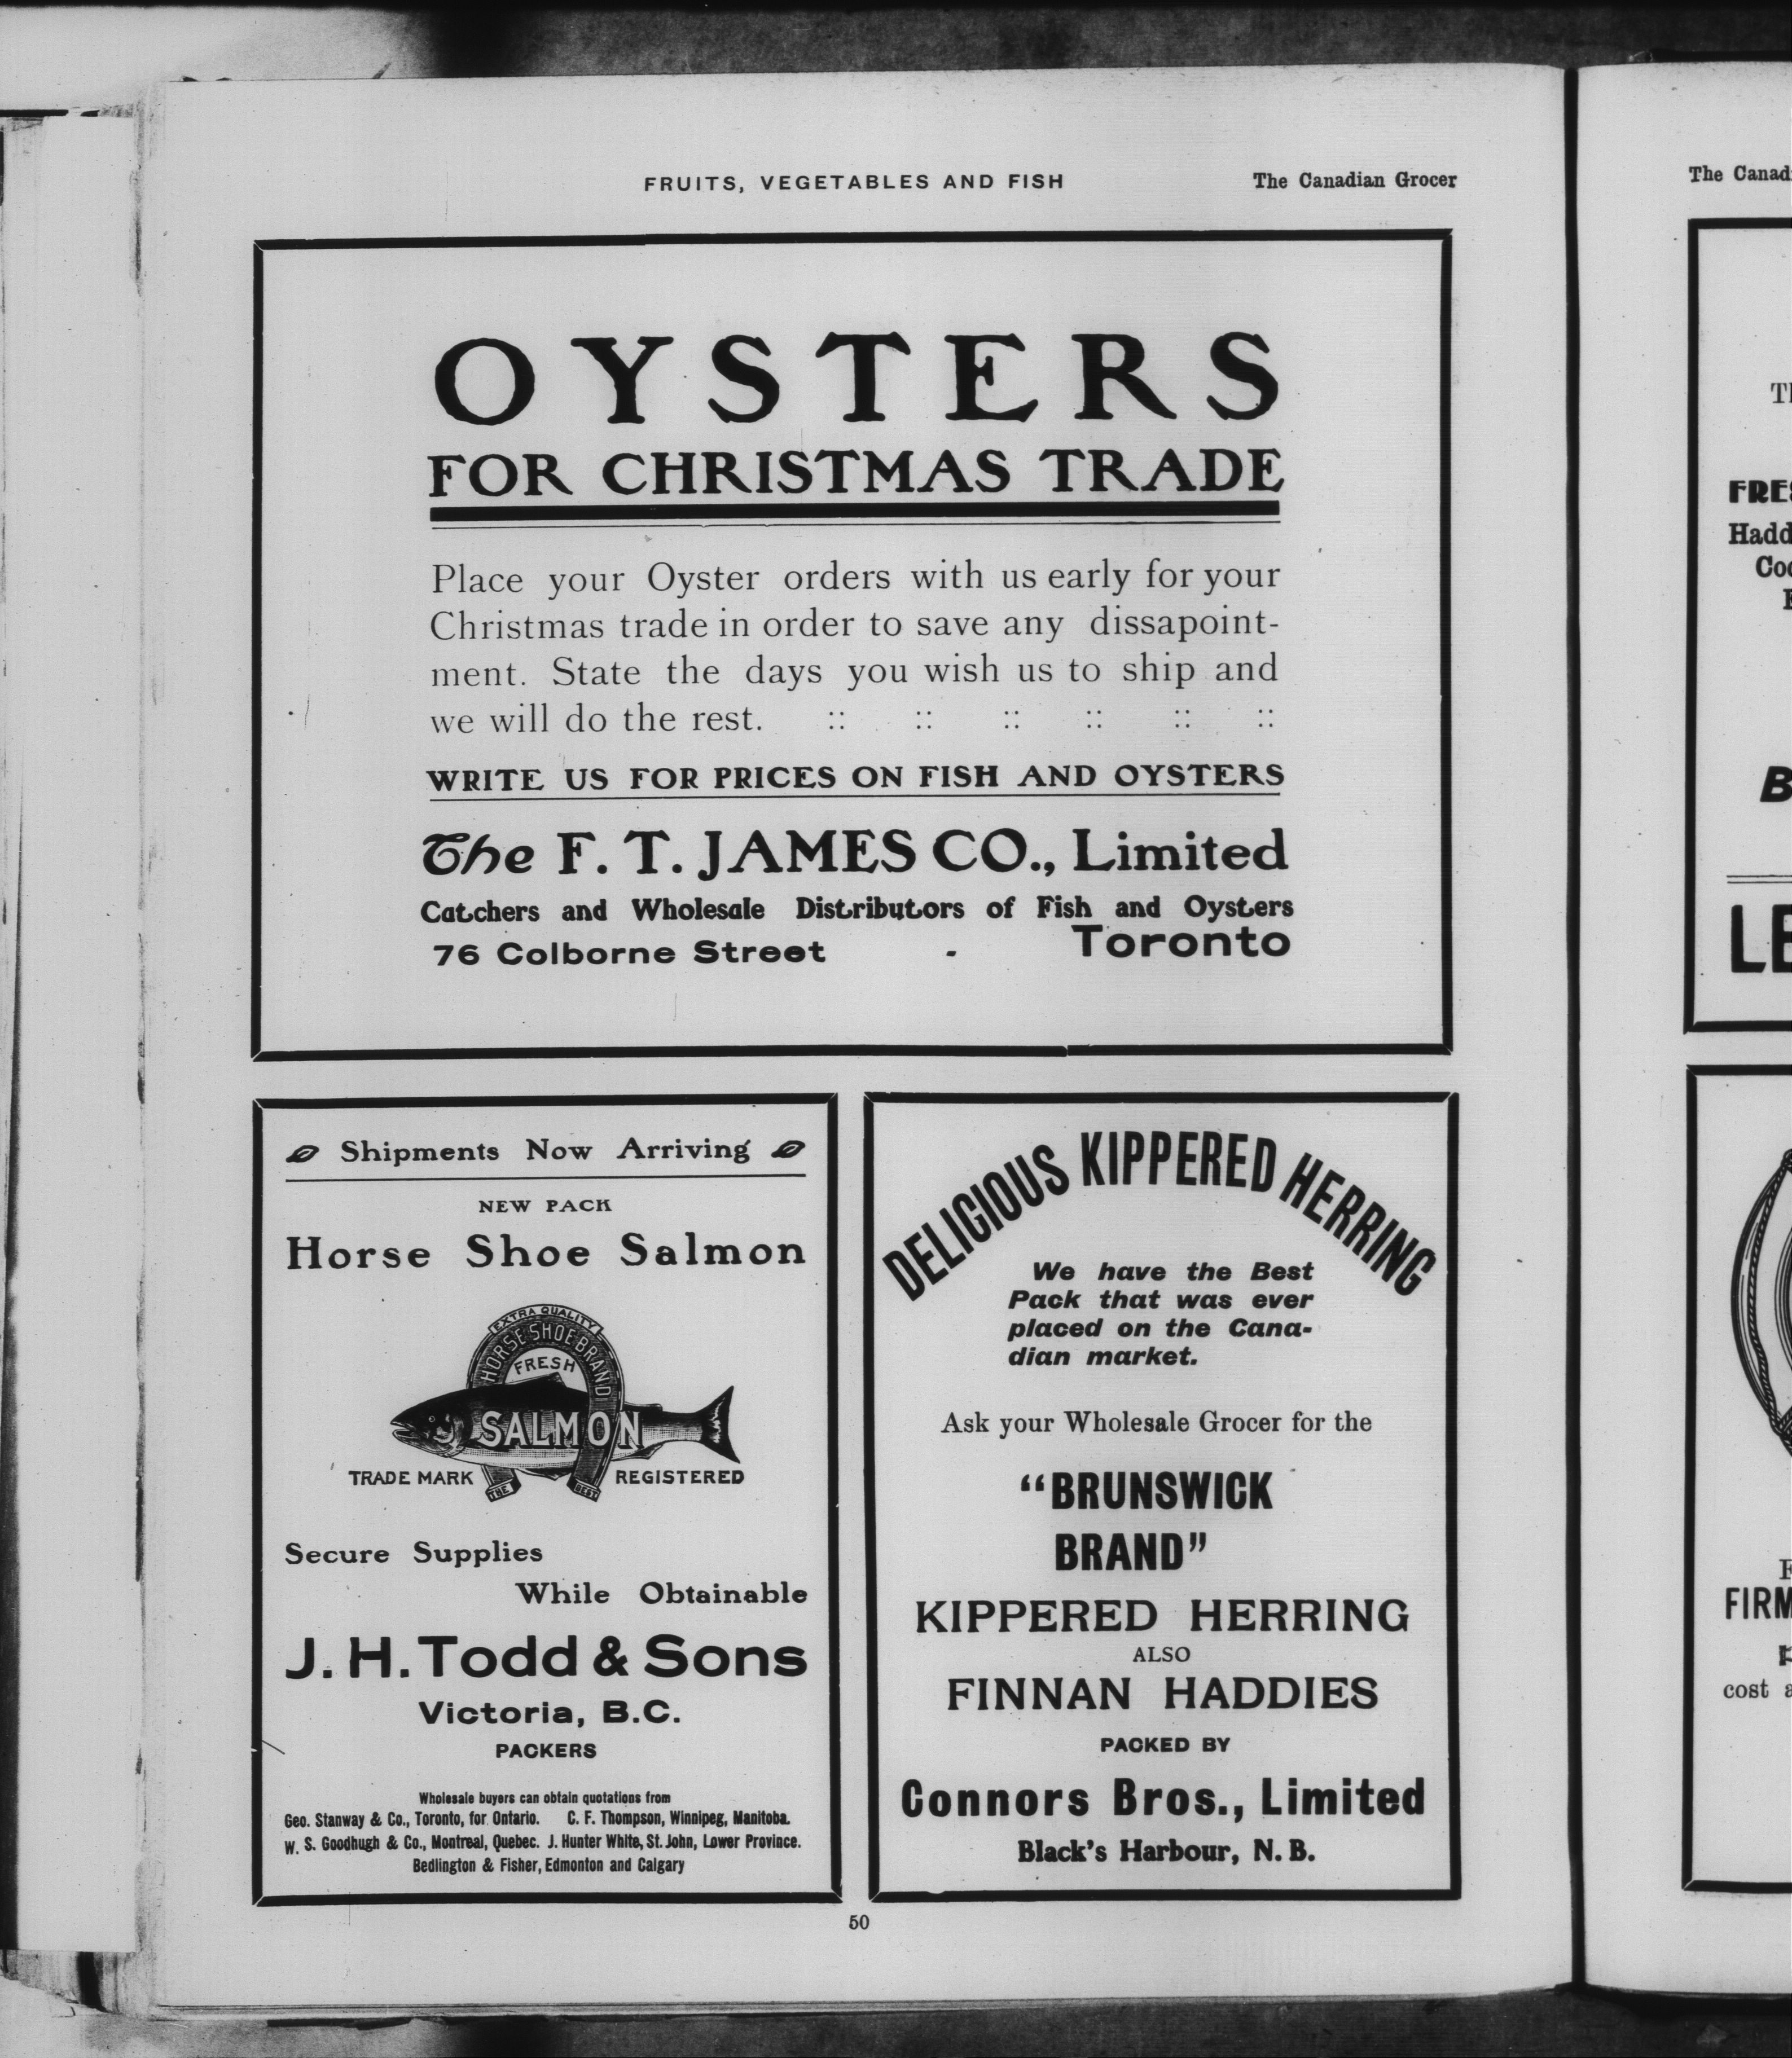 FRUITS, VEGETABLES AND FISH
The Canadian Grocer
OYSTERS
FOR CHRISTMAS TRADE
Place your Oyster orders with us early for your
Christmas trade in order to save any dissapoint-
ment. State the days you wish us to ship and
we will do the rest. :: :: :: :: :: ::
WRITE US FOR PRICES ON FISH AND OYSTERS
The F. T. JAMES CO., Limited
Catchers and Wholesale Distributors of Fish and Oysters
76 Colborne Street - Toronto
Shipments Now Arriving
NEW PACK
Horse Shoe Salmon
EXTRA QUALITY
HORSE SHOE BRAND
FRESH
SALMON
TRADE MARK REGISTERED
THE BEST
Secure Supplies
While Obtainable
J. H. Todd & Sons
Victoria, B.C.
PACKERS
Wholesale buyers can obtain quotations from
Geo. Stanway & Co., Toronto, for Ontario. C. F. Thompson, Winnipeg, Manitoba.
W. S. Goodhugh & Co., Montreal, Quebec. J. Hunter White, St. John, Lower Province.
Bedlington & Fisher, Edmonton and Calgary
DELICIOUS KIPPERED HERRING
We have the Best
Pack that was ever
placed on the Cana-
dian market.
Ask your Wholesale Grocer for the
"BRUNSWICK
BRAND"
KIPPERED HERRING
ALSO
FINNAN HADDIES
PACKED BY
Connors Bros., Limited
Black's Harbour, N. B.
50
The Canad
FRES
Hadd
LE
FIRM
cost a